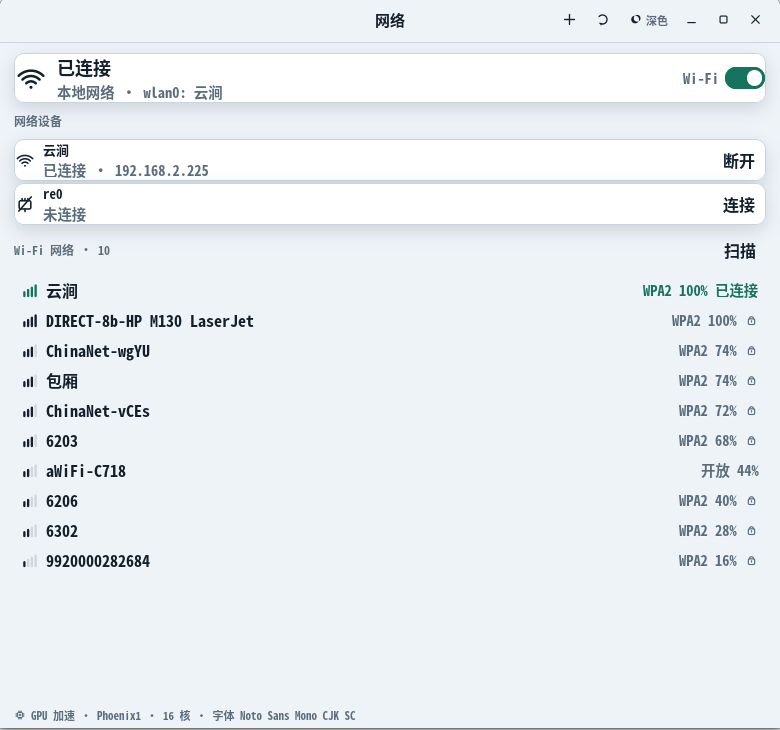 网络
深色
已连接
本地网络 • wlan0: 云涧
Wi-Fi
网络设备
云涧
已连接 • 192.168.2.225
断开
re0
未连接
连接
Wi-Fi 网络 • 10
扫描
云涧 WPA2 100% 已连接
DIRECT-8b-HP M130 LaserJet WPA2 100%
ChinaNet-wgYU WPA2 74%
包厢 WPA2 74%
ChinaNet-vCEs WPA2 72%
6203 WPA2 68%
aWiFi-C718 开放 44%
6206 WPA2 40%
6302 WPA2 28%
9920000282684 WPA2 16%
GPU 加速 • Phoenix1 • 16 核 • 字体 Noto Sans Mono CJK SC